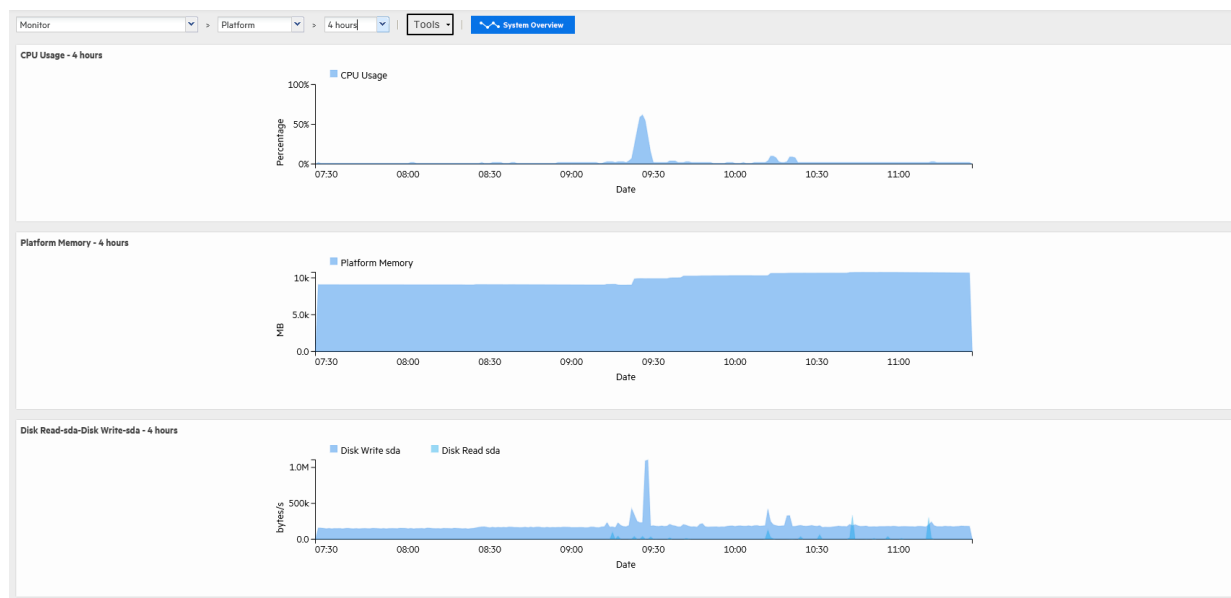 Monitor > Platform > 4 hours | Tools | System Overview
CPU Usage - 4 hours
CPU Usage
100%
50%
0%
Percentage
07:30 08:00 08:30 09:00 09:30 10:00 10:30 11:00
Date
Platform Memory - 4 hours
Platform Memory
10k
5.0k
0.0
MB
07:30 08:00 08:30 09:00 09:30 10:00 10:30 11:00
Date
Disk Read-sda-Disk Write-sda - 4 hours
Disk Write sda Disk Read sda
1.0M
500k
0.0
bytes/s
07:30 08:00 08:30 09:00 09:30 10:00 10:30 11:00
Date